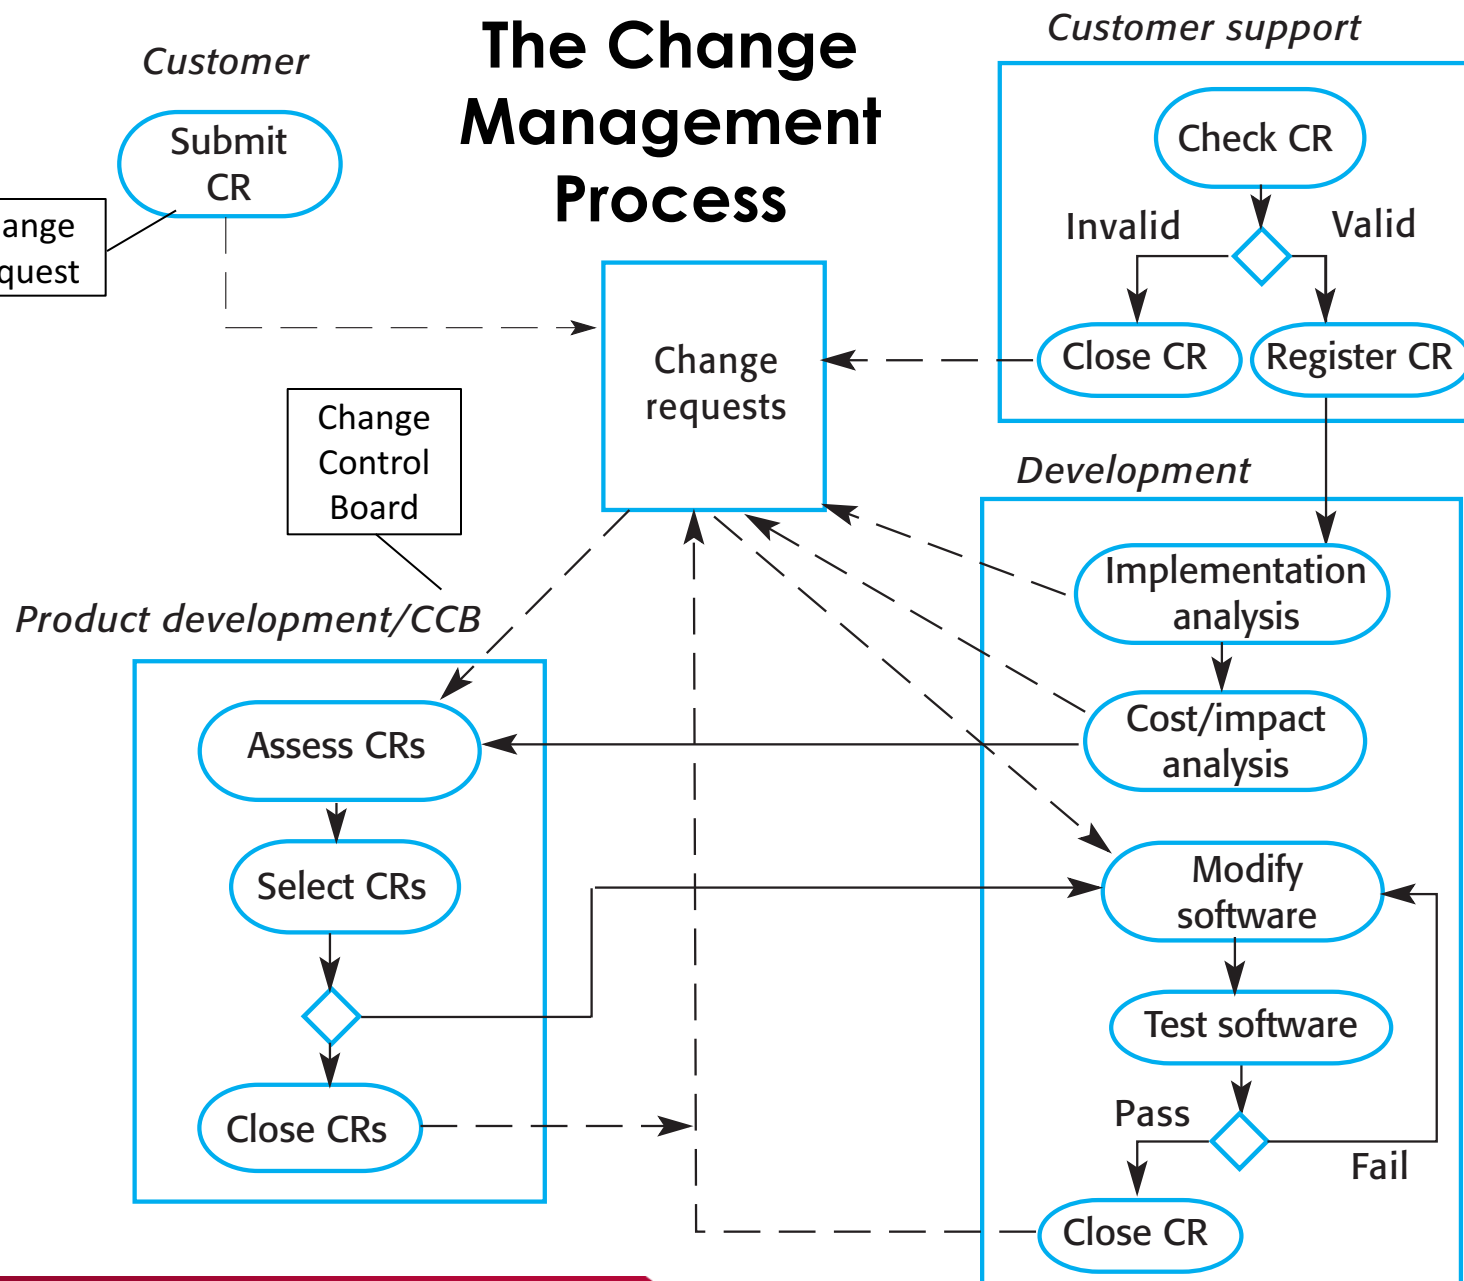 The Change
Management
Process
Customer
Submit
CR
ange
quest
Customer support
Check CR
Invalid
Valid
Close CR
Register CR
Change
requests
Change
Control
Board
Product development/CCB
Assess CRs
Select CRs
Close CRs
Development
Implementation
analysis
Cost/impact
analysis
Modify
software
Test software
Pass
Fail
Close CR